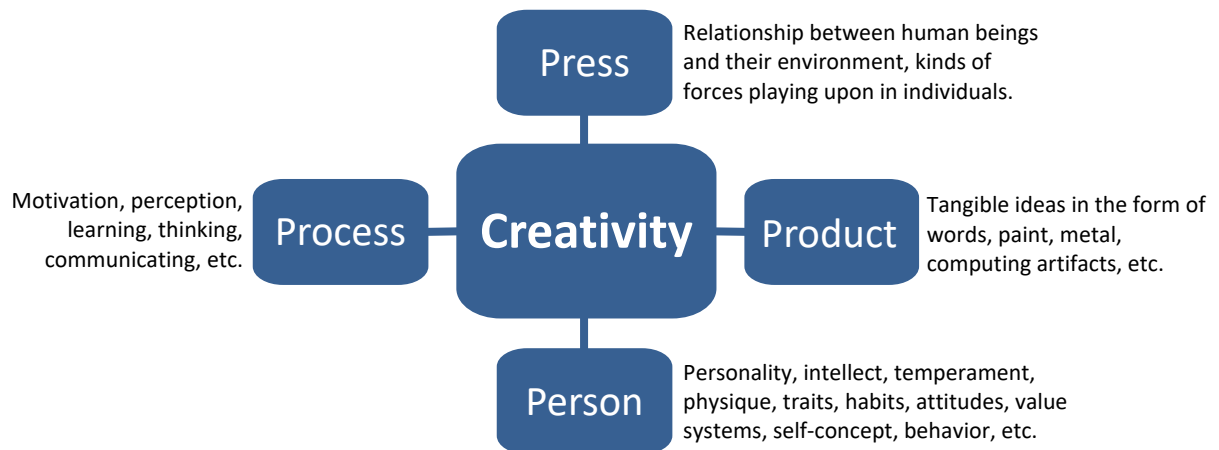 Press
Relationship between human beings
and their environment, kinds of
forces playing upon in individuals.
Motivation, perception,
learning, thinking,
communicating, etc.
Process
Creativity
Product
Tangible ideas in the form of
words, paint, metal,
computing artifacts, etc.
Person
Personality, intellect, temperament,
physique, traits, habits, attitudes, value
systems, self-concept, behavior, etc.